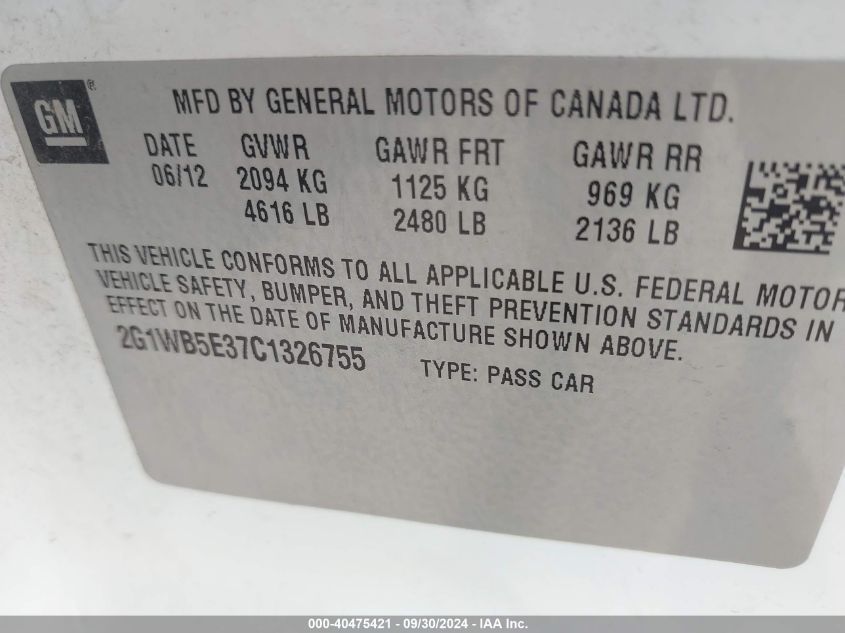 GM®
MFD BY GENERAL MOTORS OF CANADA LTD.
DATE GVWR GAWR FRT GAWR RR
06/12 2094 KG 1125 KG 969 KG
4616 LB 2480 LB 2136 LB
THIS VEHICLE CONFORMS TO ALL APPLICABLE U.S. FEDERAL MOTOR
VEHICLE SAFETY, BUMPER, AND THEFT PREVENTION STANDARDS IN
EFFECT ON THE DATE OF MANUFACTURE SHOWN ABOVE.
2G1WB5E37C1326755 TYPE: PASS CAR
000-40475421 - 09/30/2024 - IAA Inc.